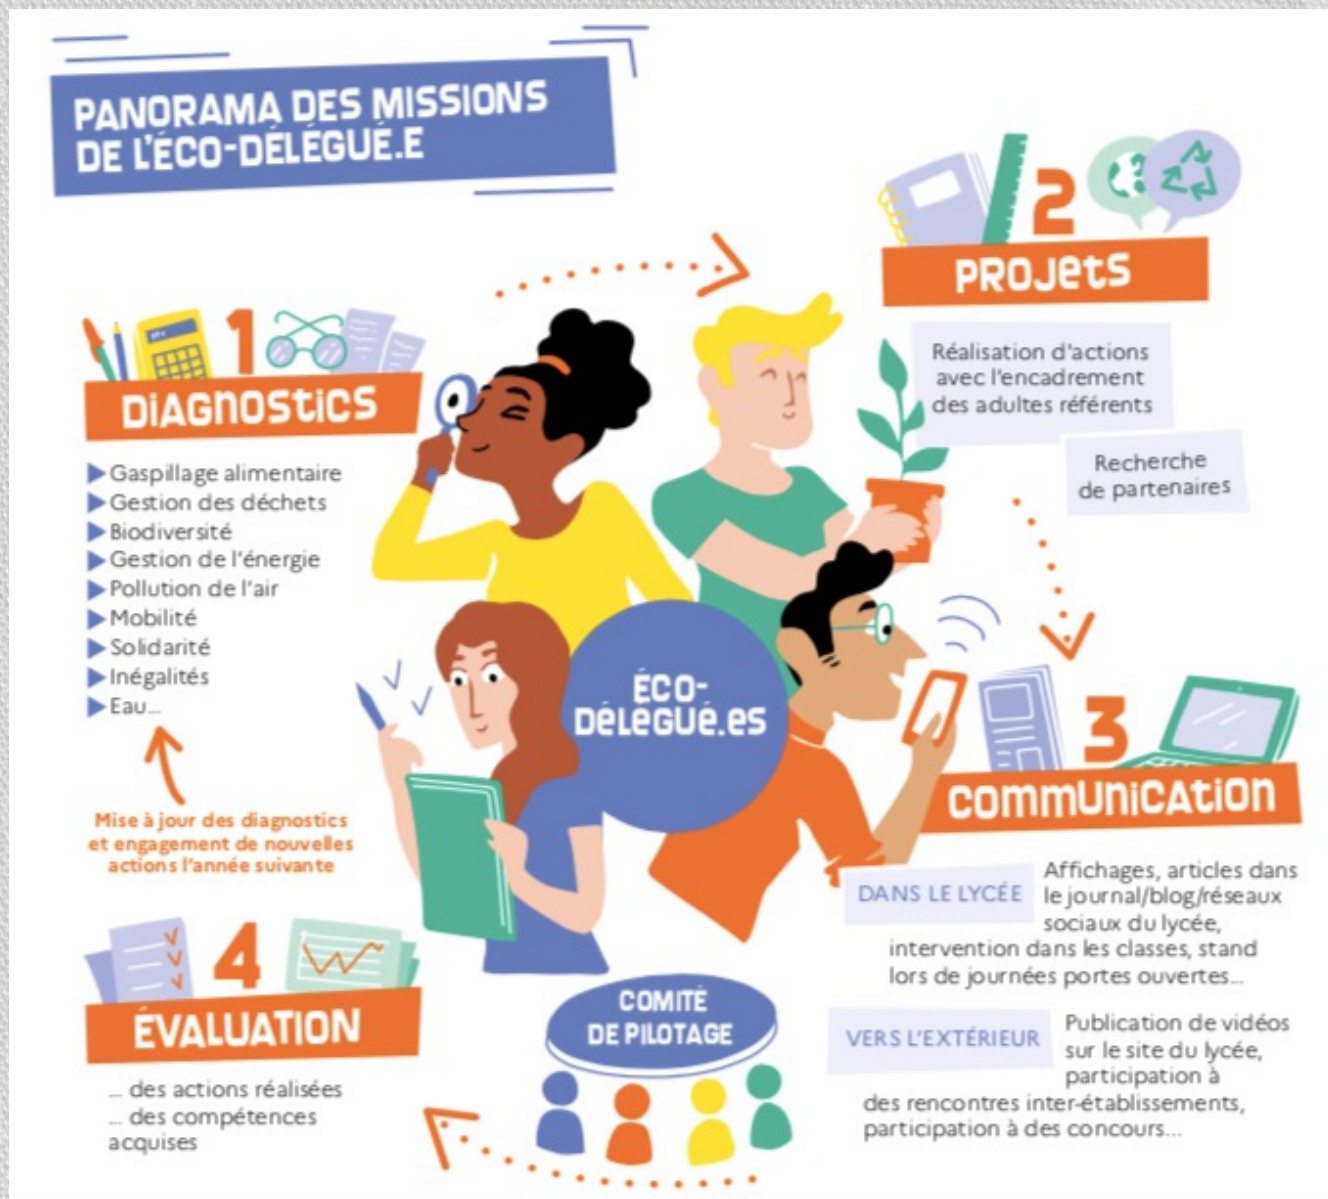 PANORAMA DES MISSIONS
DE L'ÉCO-DÉLÉGUÉ.E
1
DIAGNOSTICS
Gaspillage alimentaire
Gestion des déchets
Biodiversité
Gestion de l'énergie
Pollution de l'air
Mobilité
Solidarité
Inégalités
Eau...
Mise à jour des diagnostics
et engagement de nouvelles
actions l'année suivante
2
PROJETS
Réalisation d'actions
avec l'encadrement
des adultes référents
Recherche
de partenaires
ÉCO-
DÉLÉGUÉ.ES
3
COMMUNICATION
DANS LE LYCÉE
Affichages, articles dans
le journal/blog/réseaux
sociaux du lycée,
intervention dans les classes, stand
lors de journées portes ouvertes...
VERS L'EXTÉRIEUR
Publication de vidéos
sur le site du lycée,
participation à
des rencontres inter-établissements,
participation à des concours...
COMITÉ
DE PILOTAGE
4
ÉVALUATION
... des actions réalisées
... des compétences
acquises